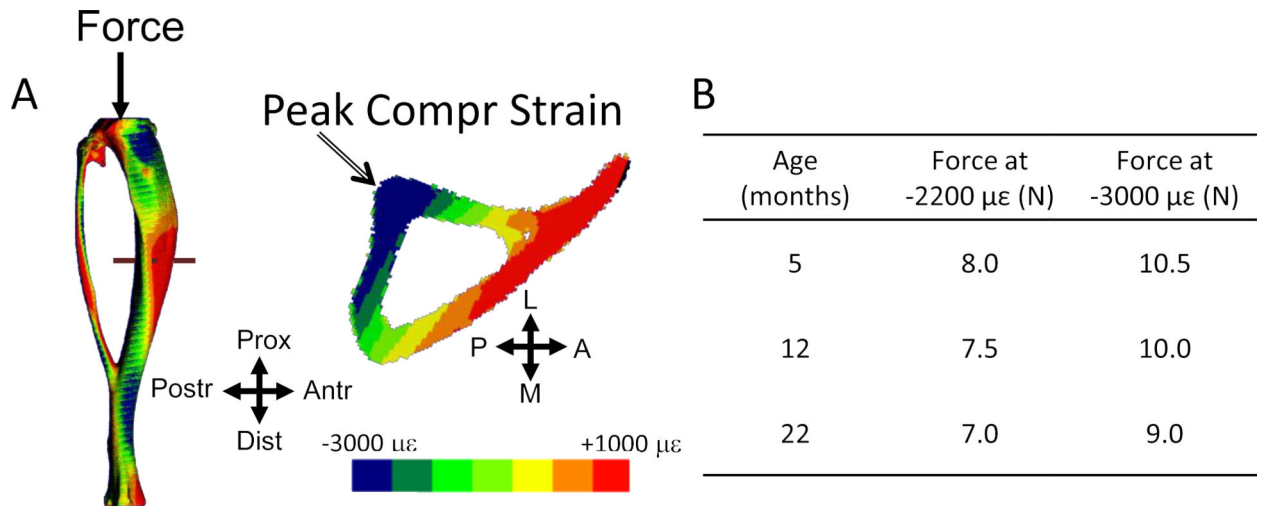 Force
A
Peak Compr Strain
Prox
Postr
Antr
Dist
L
P
A
M
-3000 με
+1000 με
B
Age (months)
Force at -2200 με (N)
Force at -3000 με (N)
5
8.0
10.5
12
7.5
10.0
22
7.0
9.0